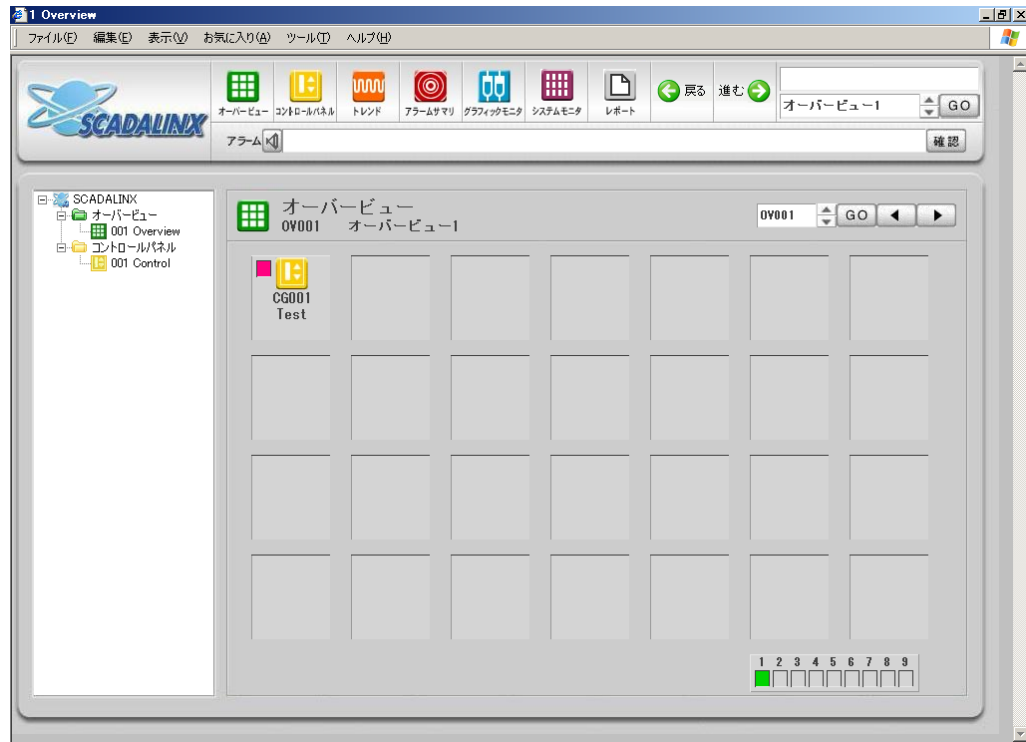 1 Overview
ファイル(F) 編集(E) 表示(V) お気に入り(A) ツール(T) ヘルプ(H)
SCADALINX
オーバービュー コントロールパネル トレンド アラームサマリ グラフィックモニタ システムモニタ レポート
戻る 進む
オーバービュー1 GO
アラーム 確認
SCADALINX
オーバービュー
001 Overview
コントロールパネル
001 Control
オーバービュー
OV001 オーバービュー1
OV001 GO
CG001
Test
1 2 3 4 5 6 7 8 9